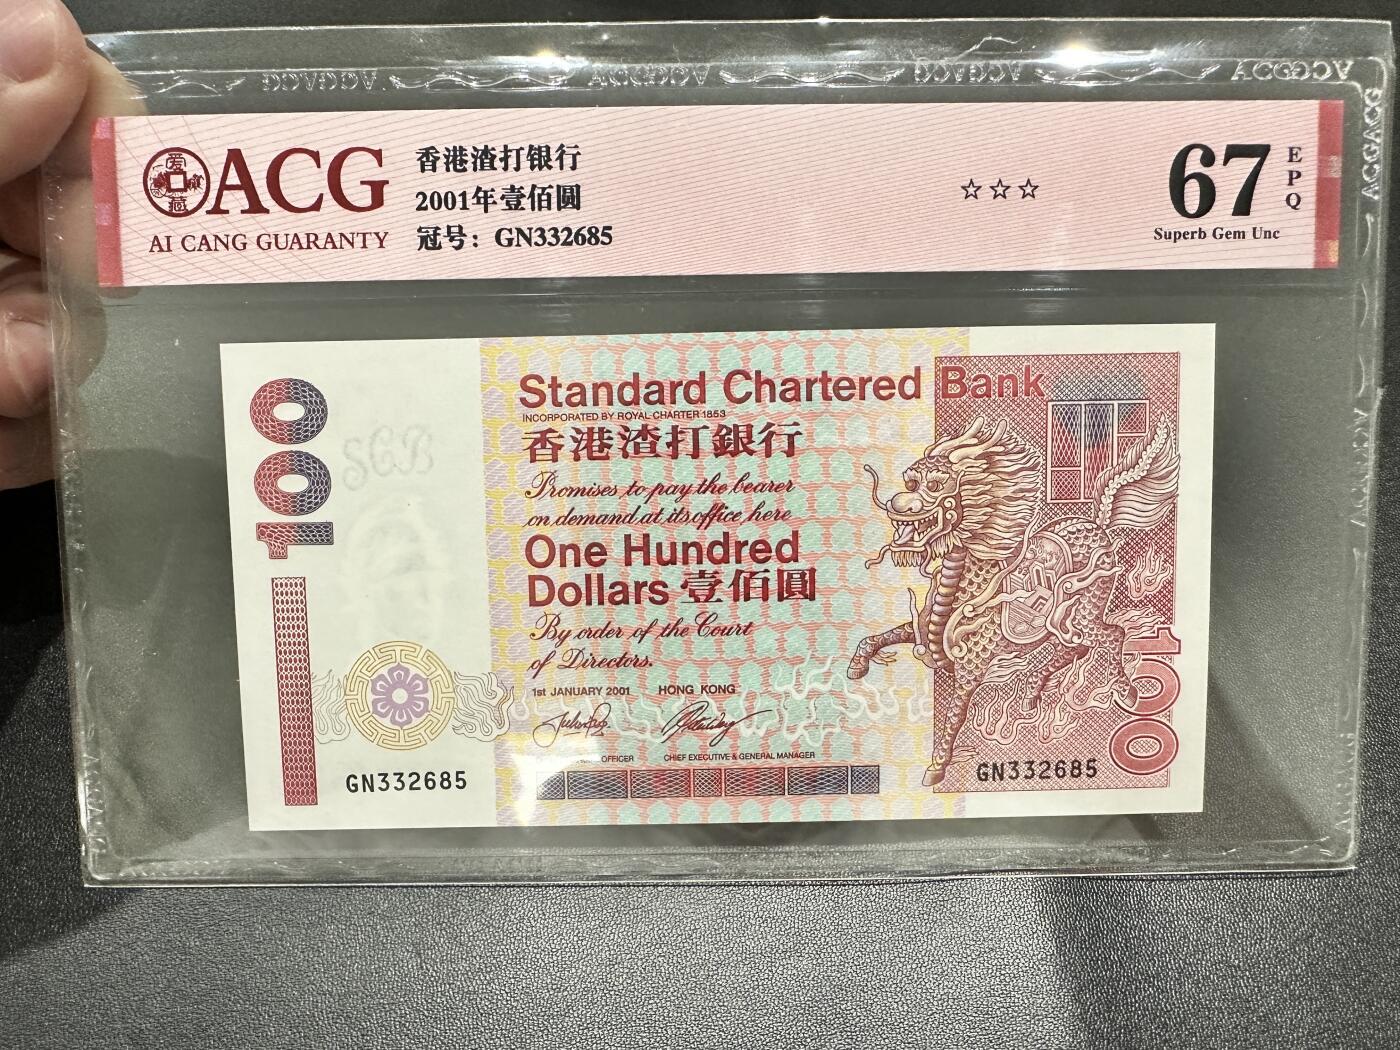 ACG
AI CANG GUARANTY
香港渣打银行
2001年壹佰圆
冠号：GN332685
☆☆☆
67
EPQ
Superb Gem Unc
100
Standard Chartered Bank
INCORPORATED BY ROYAL CHARTER 1853
香港渣打銀行
Promises to pay the bearer
on demand at its office here
One Hundred
Dollars 壹佰圓
By order of the Court
of Directors.
1st JANUARY 2001 HONG KONG
OFFICER CHIEF EXECUTIVE & GENERAL MANAGER
GN332685
GN332685
100
SCB
ACGACG